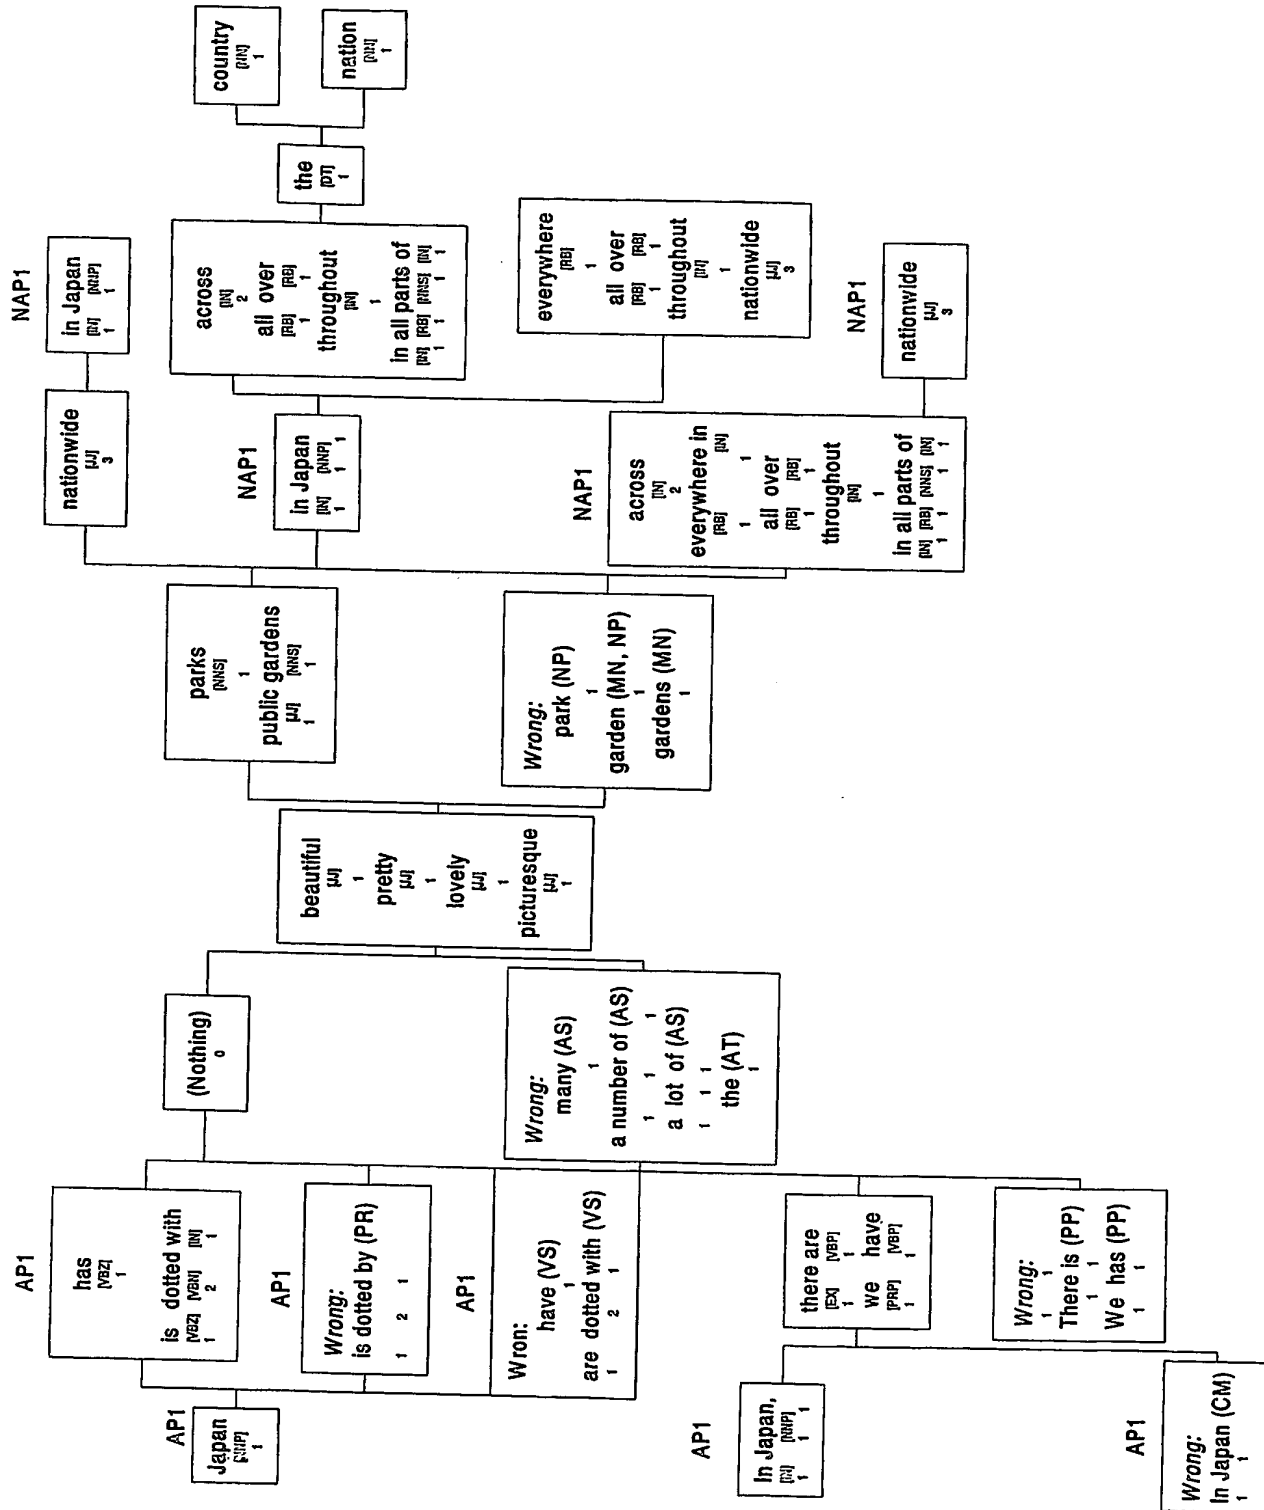 AP1
Japan
[NNP]
1
AP1
has
[VBZ]
1
is dotted with
[VBZ] [VBN] [IN]
1 2 1
AP1
Wrong:
is dotted by (PR)
1 2 1
AP1
Wron:
have (VS)
1
are dotted with (VS)
1 2 1
AP1
In Japan,
[IN] [NNP]
1 1 1
AP1
Wrong:
In Japan (CM)
1 1
there are
[EX] [VBP]
1 1
we have
[PRP] [VBP]
1 1
Wrong:
1 1
There is (PP)
1 1
We has (PP)
1 1
(Nothing)
0
Wrong:
many (AS)
1
a number of (AS)
1 1 1
a lot of (AS)
1 1 1
the (AT)
1
beautiful
[JJ]
1
pretty
[JJ]
1
lovely
[JJ]
1
picturesque
[JJ]
1
parks
[NNS]
1
public gardens
[JJ] [NNS]
1 1
Wrong:
park (NP)
1
garden (MN, NP)
1
gardens (MN)
1
nationwide
[JJ]
3
NAP1
in Japan
[IN] [NNP]
1 1
NAP1
in Japan
[IN] [NNP]
1 1 1
across
[IN]
2
all over
[RB] [RB]
1 1
throughout
[IN]
1
in all parts of
[IN] [RB] [NNS] [IN]
1 1 1 1
the
[DT]
1
country
[NN]
1
nation
[NN]
1
everywhere
[RB]
1
all over
[RB] [RB]
1 1
throughout
[IN]
1
nationwide
[JJ]
3
NAP1
across
[IN]
2
everywhere in
[RB] [IN]
1 1
all over
[RB] [RB]
1 1
throughout
[IN]
1
in all parts of
[IN] [RB] [NNS] [IN]
1 1 1 1
NAP1
nationwide
[JJ]
3